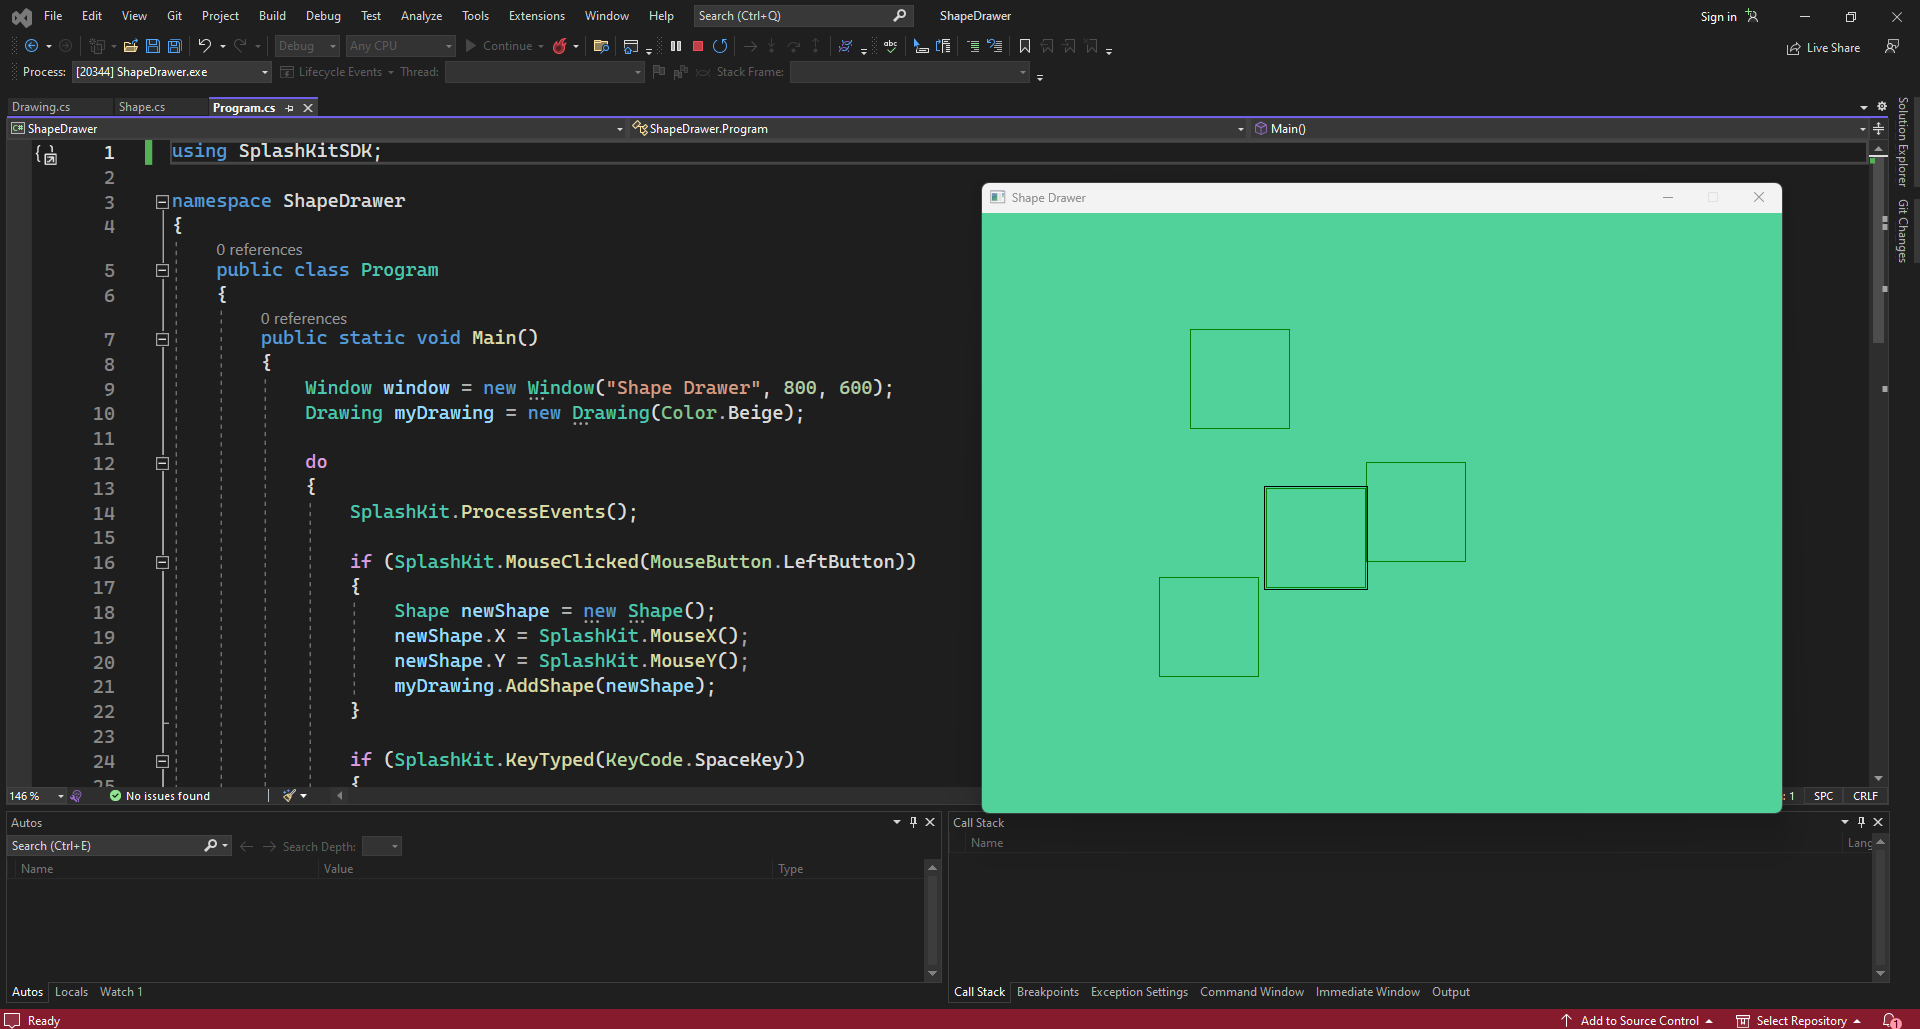 File Edit View Git Project Build Debug Test Analyze Tools Extensions Window Help Search (Ctrl+Q) ShapeDrawer Sign in
Debug Any CPU Continue abc Live Share
Process: [20344] ShapeDrawer.exe Lifecycle Events Thread: Stack Frame:
Drawing.cs Shape.cs Program.cs
C# ShapeDrawer ShapeDrawer.Program Main()
1 using SplashKitSDK;
2
3 namespace ShapeDrawer
4 {
0 references
5 public class Program
6 {
0 references
7 public static void Main()
8 {
9 Window window = new Window("Shape Drawer", 800, 600);
10 Drawing myDrawing = new Drawing(Color.Beige);
11
12 do
13 {
14 SplashKit.ProcessEvents();
15
16 if (SplashKit.MouseClicked(MouseButton.LeftButton))
17 {
18 Shape newShape = new Shape();
19 newShape.X = SplashKit.MouseX();
20 newShape.Y = SplashKit.MouseY();
21 myDrawing.AddShape(newShape);
22 }
23
24 if (SplashKit.KeyTyped(KeyCode.SpaceKey))
25 {
Shape Drawer
Solution Explorer
Git Changes
146 % No issues found : 1 SPC CRLF
Autos
Search (Ctrl+E) Search Depth:
Name Value Type
Autos Locals Watch 1
Call Stack
Name Lang
Call Stack Breakpoints Exception Settings Command Window Immediate Window Output
Ready Add to Source Control Select Repository 1